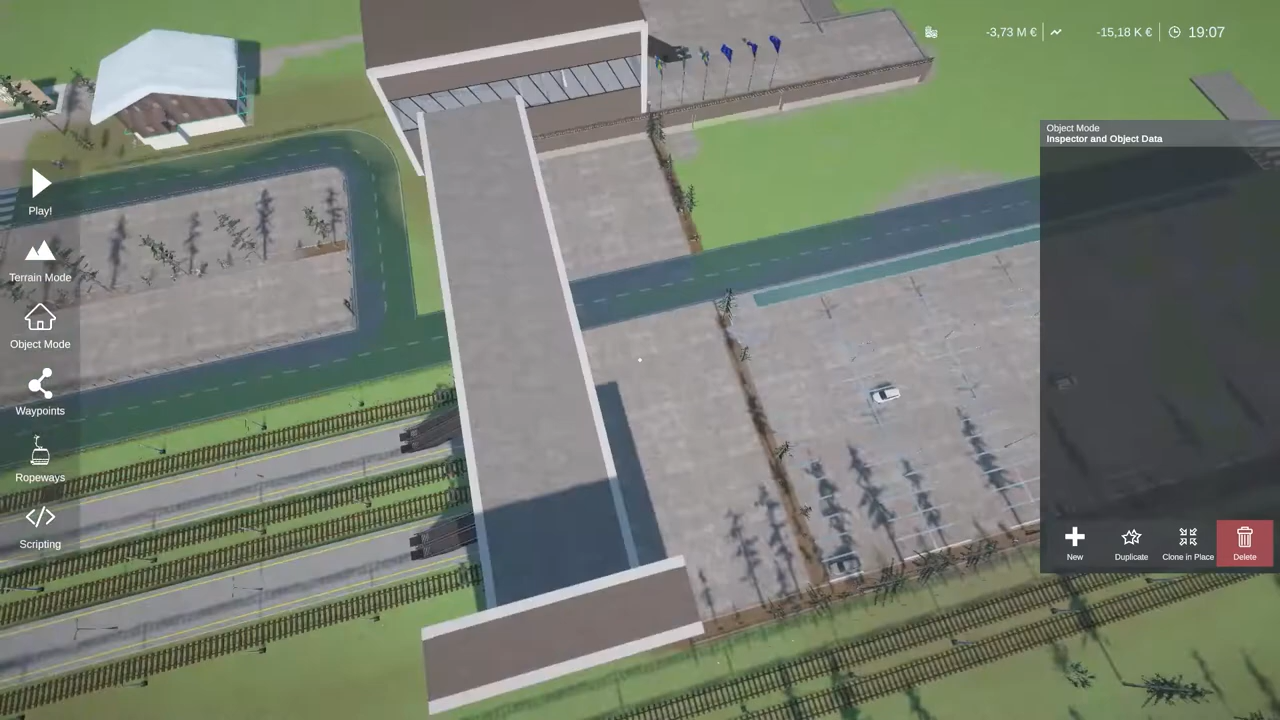 -3,73 M €
-15,18 K €
19:07
Object Mode
Inspector and Object Data
Play!
Terrain Mode
Object Mode
Waypoints
Ropeways
Scripting
New
Duplicate
Clone in Place
Delete